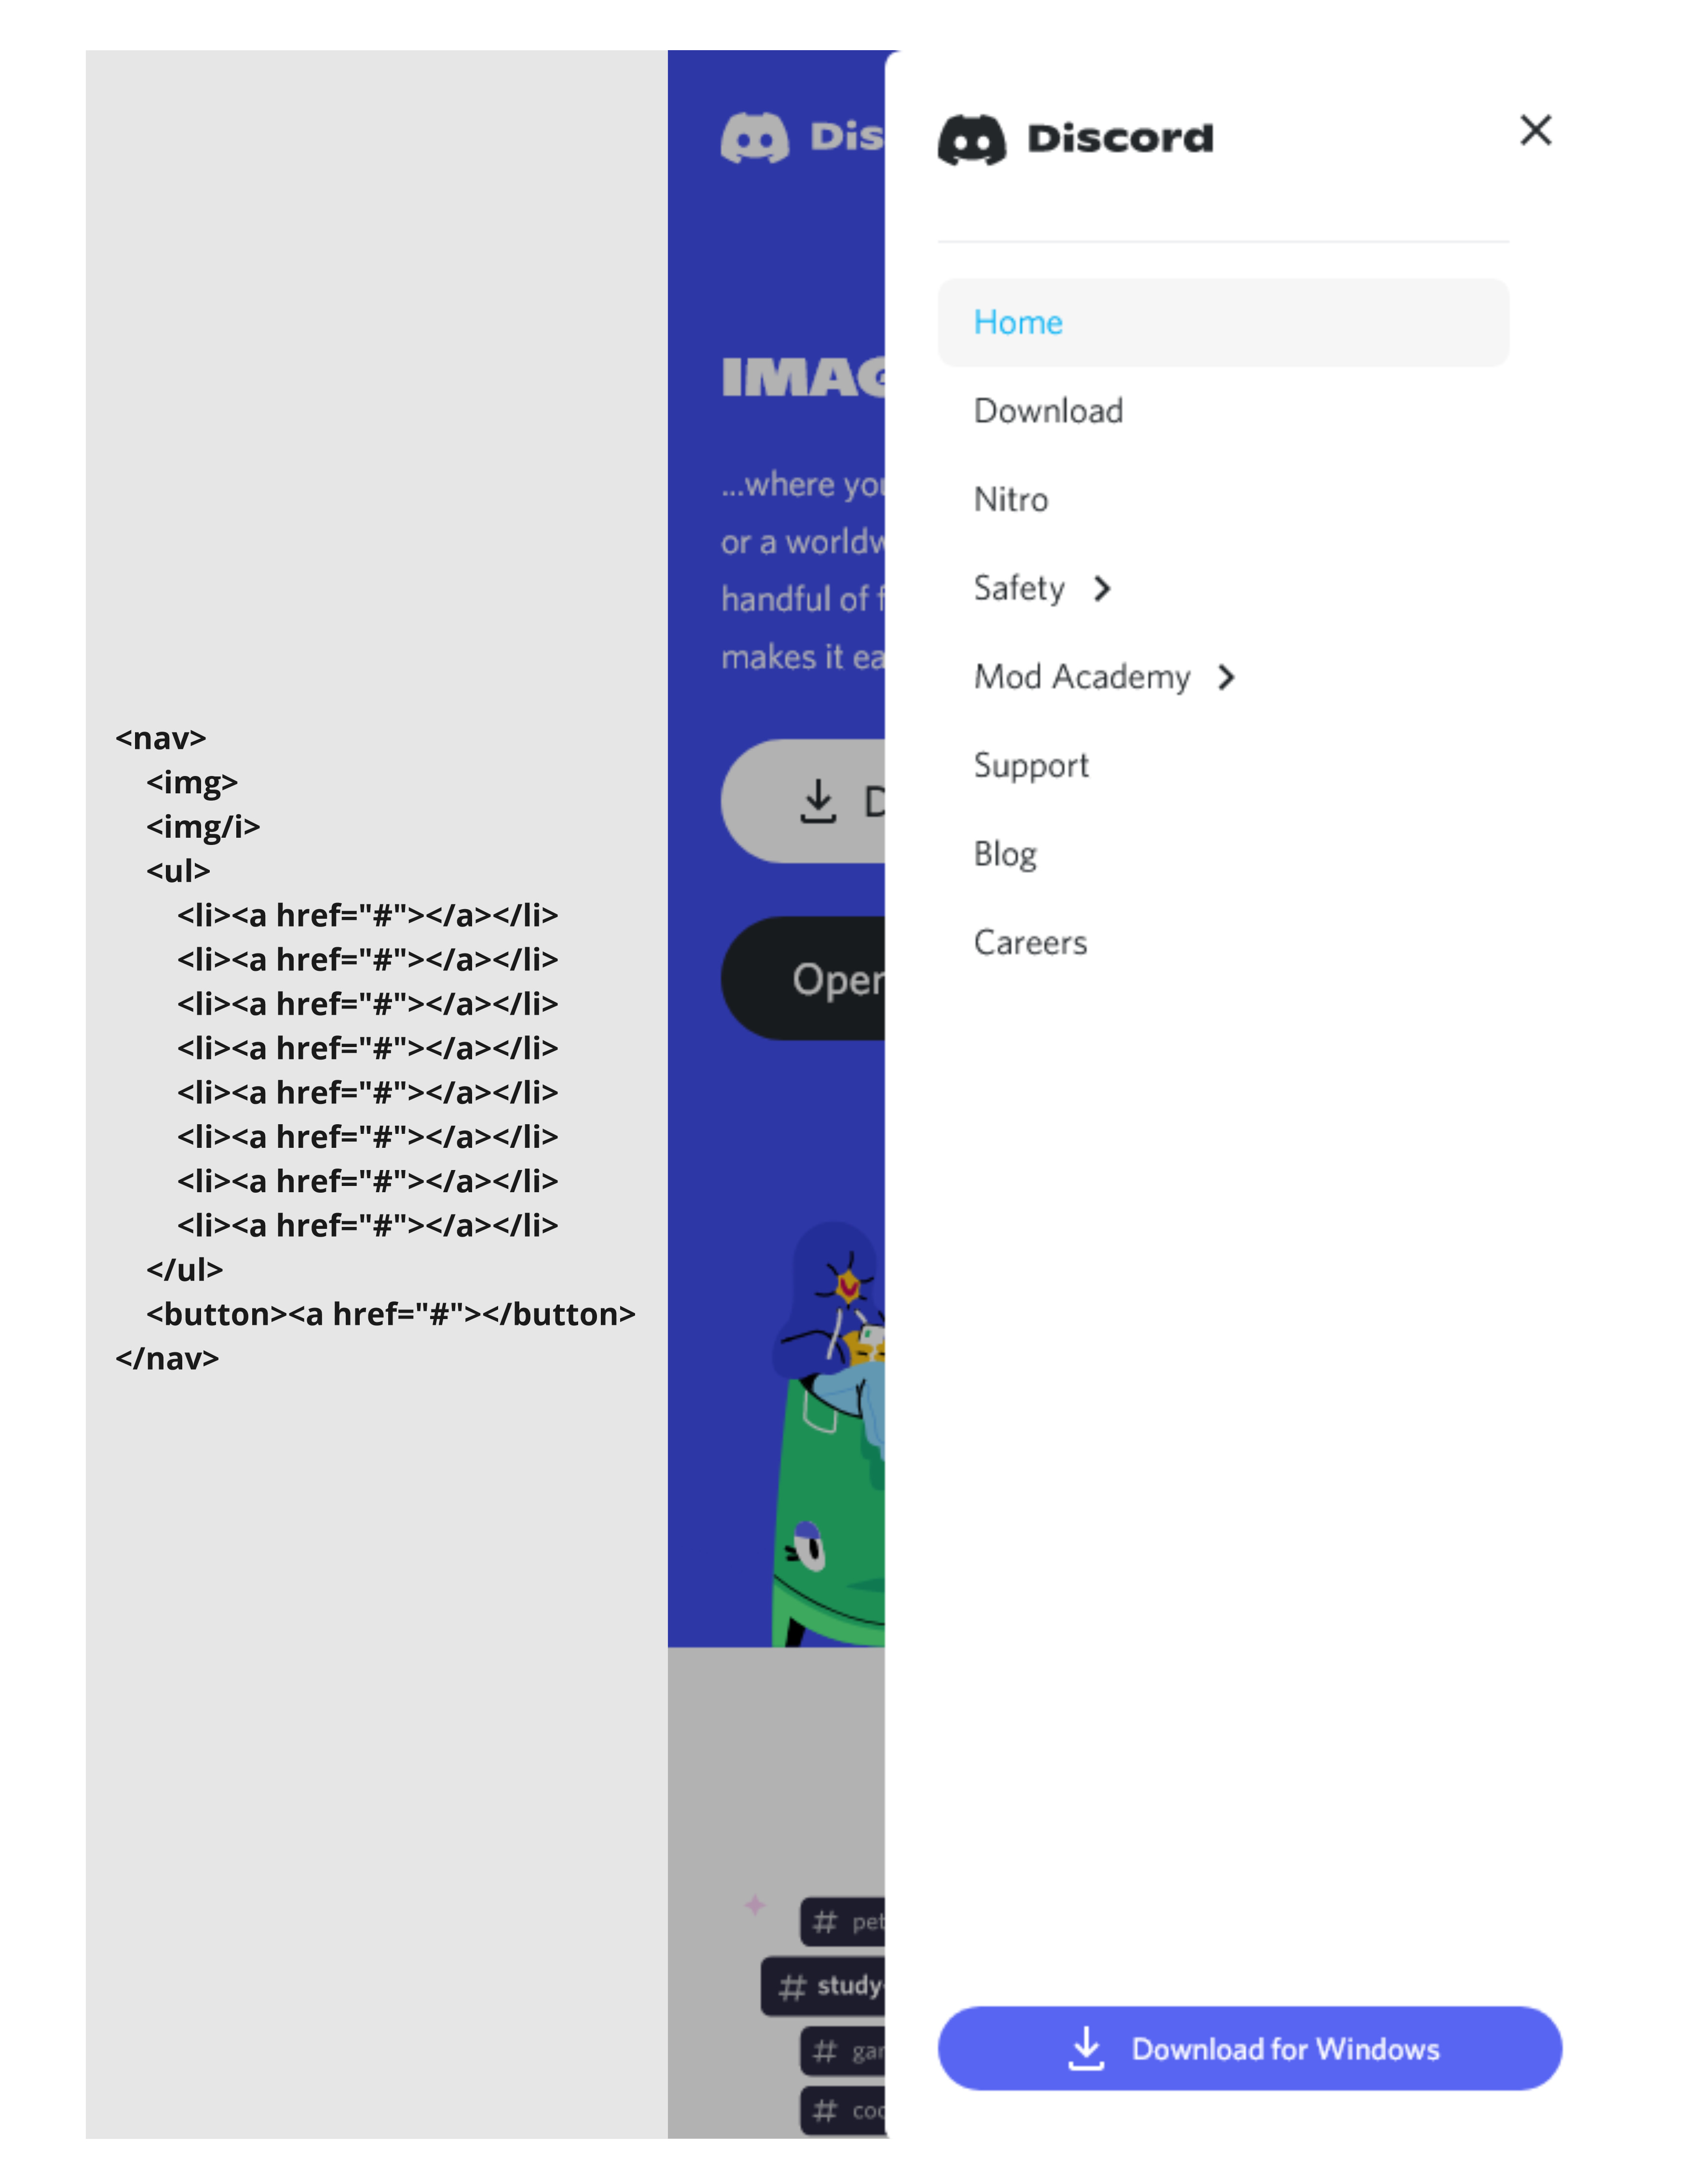 <nav>
<img>
<img/i>
<ul>
<li><a href="#"></a></li>
<li><a href="#"></a></li>
<li><a href="#"></a></li>
<li><a href="#"></a></li>
<li><a href="#"></a></li>
<li><a href="#"></a></li>
<li><a href="#"></a></li>
<li><a href="#"></a></li>
</ul>
<button><a href="#"></button>
</nav>
Dis
IMAG
...where you
or a worldw
handful of f
makes it ea
D
Open
# pet
# study-
# gar
# coo
Discord
Home
Download
Nitro
Safety
Mod Academy
Support
Blog
Careers
Download for Windows